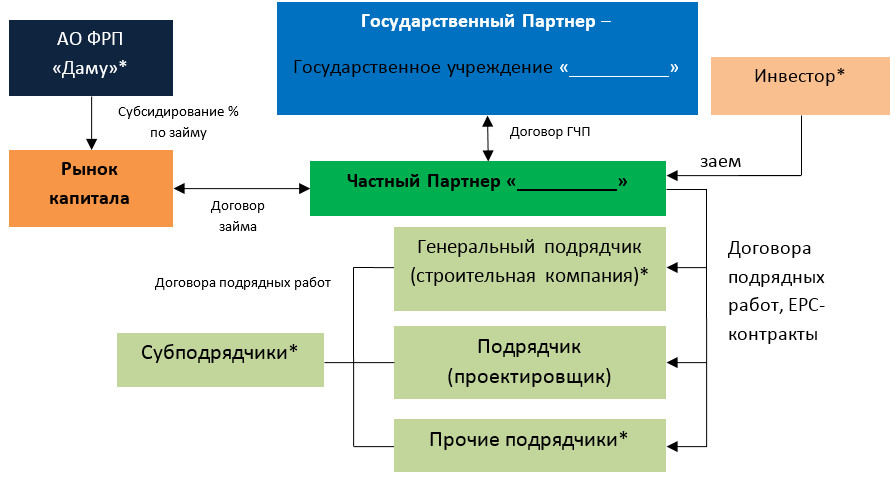 АО ФРП
«Даму»*
Государственный Партнер –
Государственное учреждение «__________»
Инвестор*
Субсидирование %
по займу
Договор ГЧП
Рынок
капитала
Частный Партнер «__________»
заем
Договор
займа
Генеральный подрядчик
(строительная компания)*
Договора
подрядных
работ, EPC-
контракты
Договора подрядных работ
Субподрядчики*
Подрядчик
(проектировщик)
Прочие подрядчики*